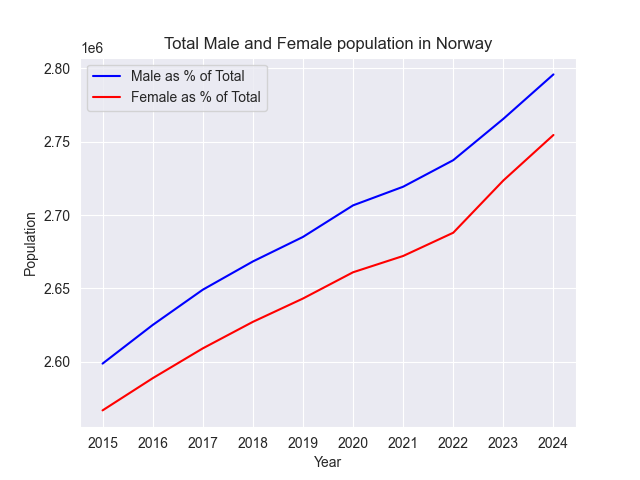 Total Male and Female population in Norway
1e6
Male as % of Total
Female as % of Total
2.80
2.75
2.70
2.65
2.60
Population
2015 2016 2017 2018 2019 2020 2021 2022 2023 2024
Year